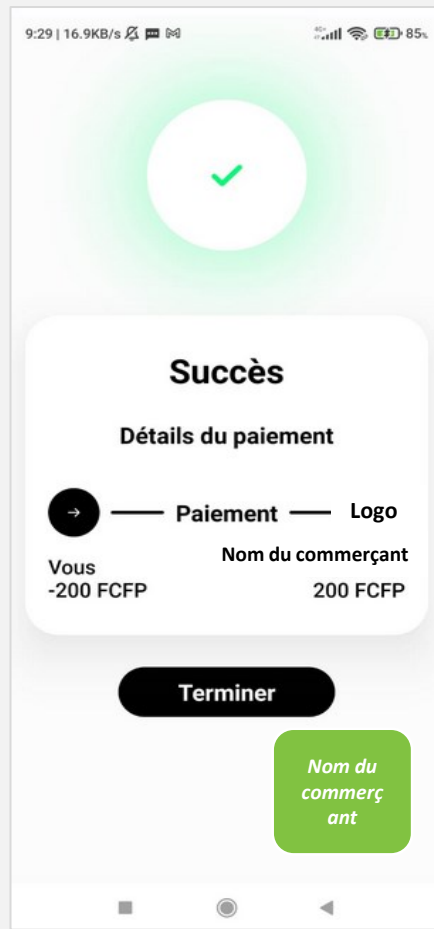 9:29 | 16.9KB/s
4G+ 85%
Succès
Détails du paiement
Paiement Logo
Vous Nom du commerçant
-200 FCFP 200 FCFP
Terminer
Nom du
commerç
ant